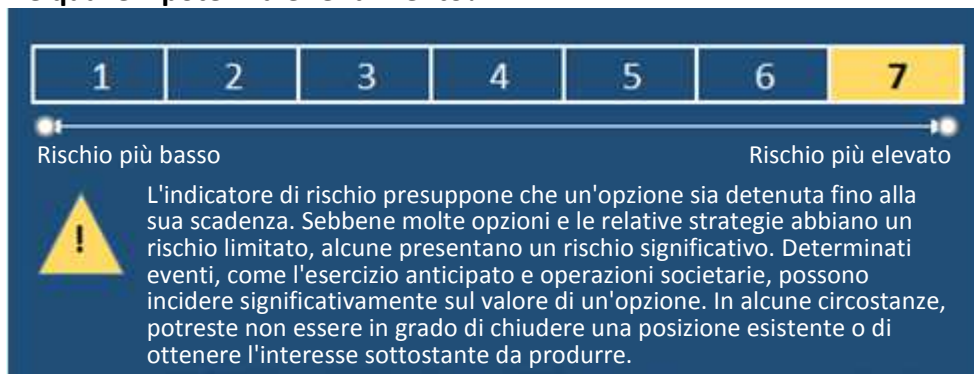 1 2 3 4 5 6 7
Rischio più basso Rischio più elevato
L'indicatore di rischio presuppone che un'opzione sia detenuta fino alla
sua scadenza. Sebbene molte opzioni e le relative strategie abbiano un
rischio limitato, alcune presentano un rischio significativo. Determinati
eventi, come l'esercizio anticipato e operazioni societarie, possono
incidere significativamente sul valore di un'opzione. In alcune circostanze,
potreste non essere in grado di chiudere una posizione esistente o di
ottenere l'interesse sottostante da produrre.
!